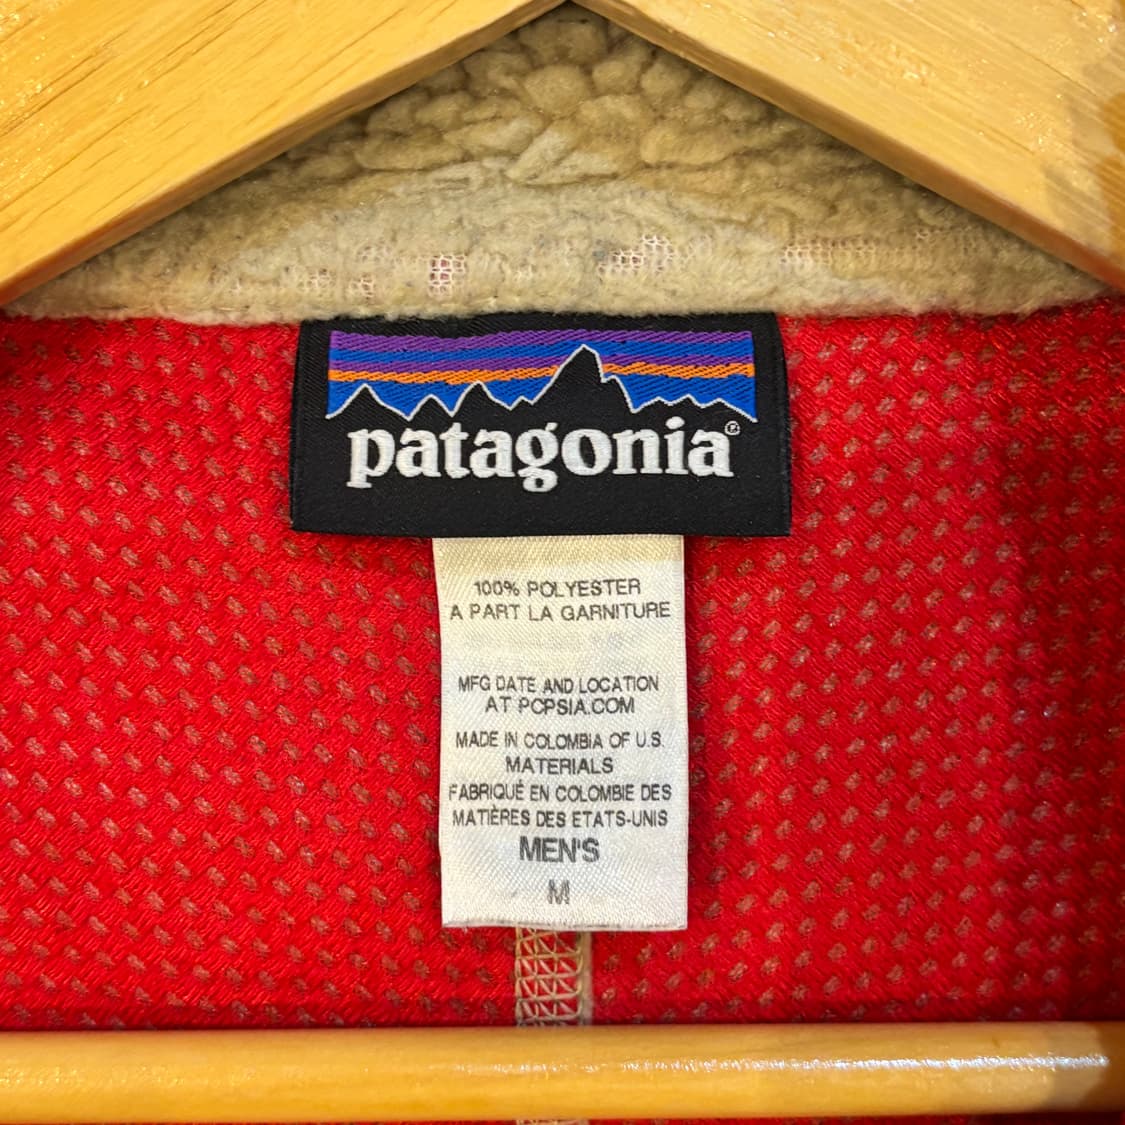 patagonia®
100% POLYESTER
A PART LA GARNITURE
MFG DATE AND LOCATION
AT PCPSIA.COM
MADE IN COLOMBIA OF U.S.
MATERIALS
FABRIQUÉ EN COLOMBIE DES
MATIÈRES DES ETATS-UNIS
MEN'S
M